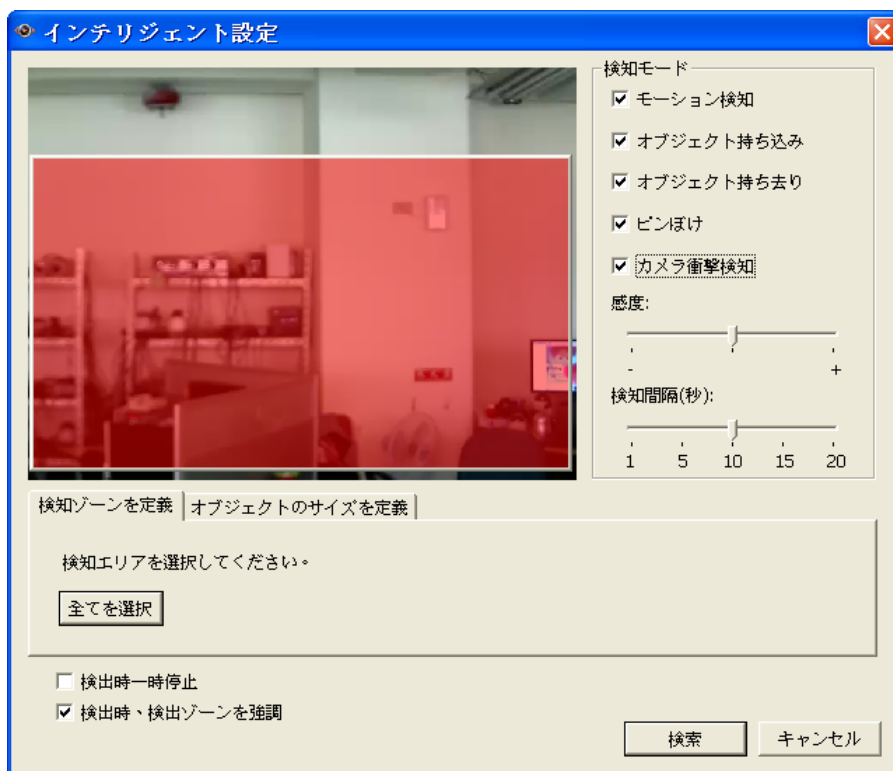 インテリジェント設定
検知モード
モーション検知
オブジェクト持ち込み
オブジェクト持ち去り
ピンぼけ
カメラ衝撃検知
感度:
- +
検知間隔(秒):
1 5 10 15 20
検知ゾーンを定義 オブジェクトのサイズを定義
検知エリアを選択してください。
全てを選択
検出時一時停止
検出時、検出ゾーンを強調
検索 キャンセル